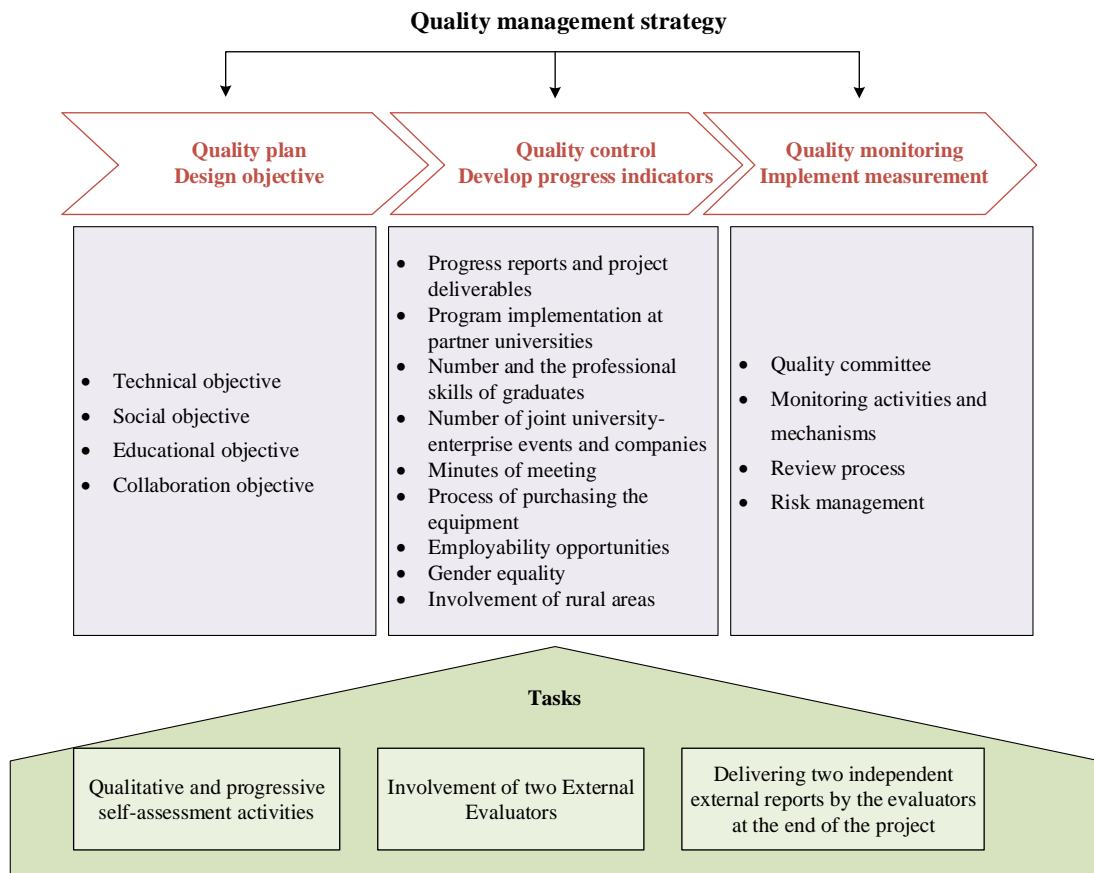 Quality management strategy
Quality plan
Design objective
Quality control
Develop progress indicators
Quality monitoring
Implement measurement
• Technical objective
• Social objective
• Educational objective
• Collaboration objective
• Progress reports and project
deliverables
• Program implementation at
partner universities
• Number and the professional
skills of graduates
• Number of joint university-
enterprise events and companies
• Minutes of meeting
• Process of purchasing the
equipment
• Employability opportunities
• Gender equality
• Involvement of rural areas
• Quality committee
• Monitoring activities and
mechanisms
• Review process
• Risk management
Tasks
Qualitative and progressive
self-assessment activities
Involvement of two External
Evaluators
Delivering two independent
external reports by the evaluators
at the end of the project